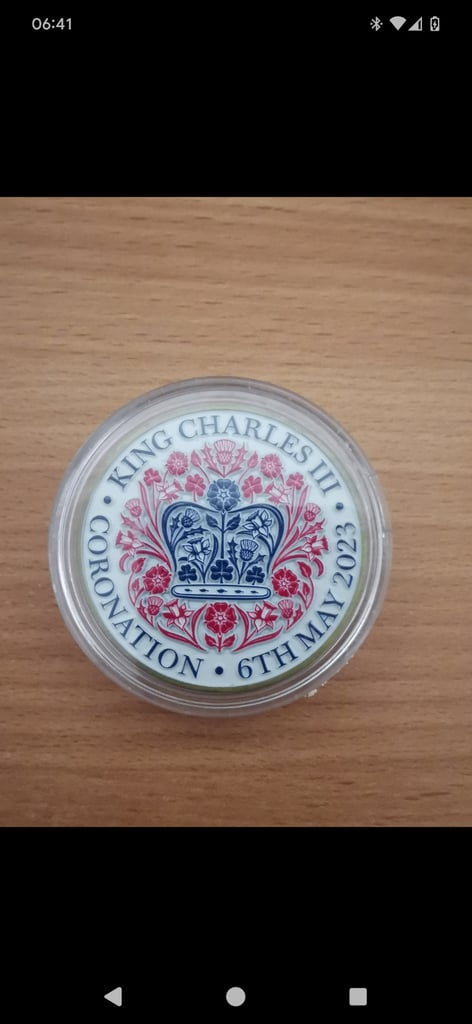 06:41
• KING CHARLES III •
CORONATION • 6TH MAY 2023